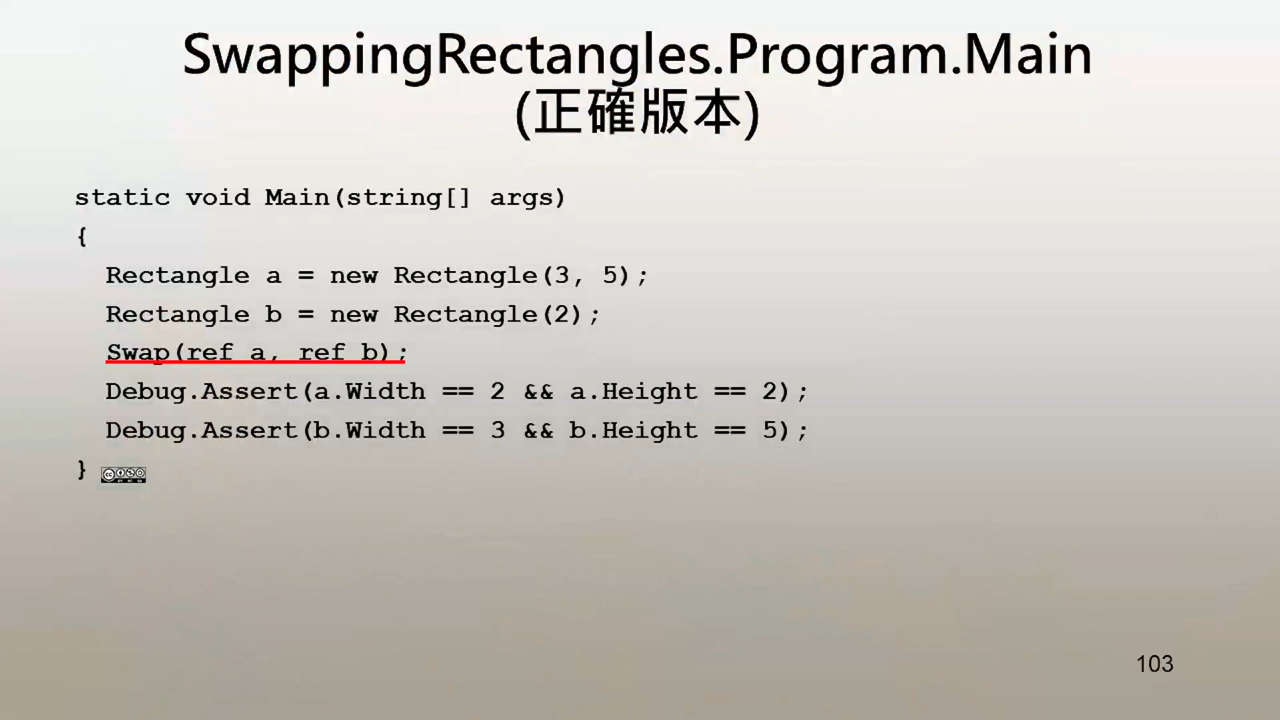 SwappingRectangles.Program.Main
(正確版本)
static void Main(string[] args)
{
Rectangle a = new Rectangle(3, 5);
Rectangle b = new Rectangle(2);
Swap(ref a, ref b);
Debug.Assert(a.Width == 2 && a.Height == 2);
Debug.Assert(b.Width == 3 && b.Height == 5);
}
103